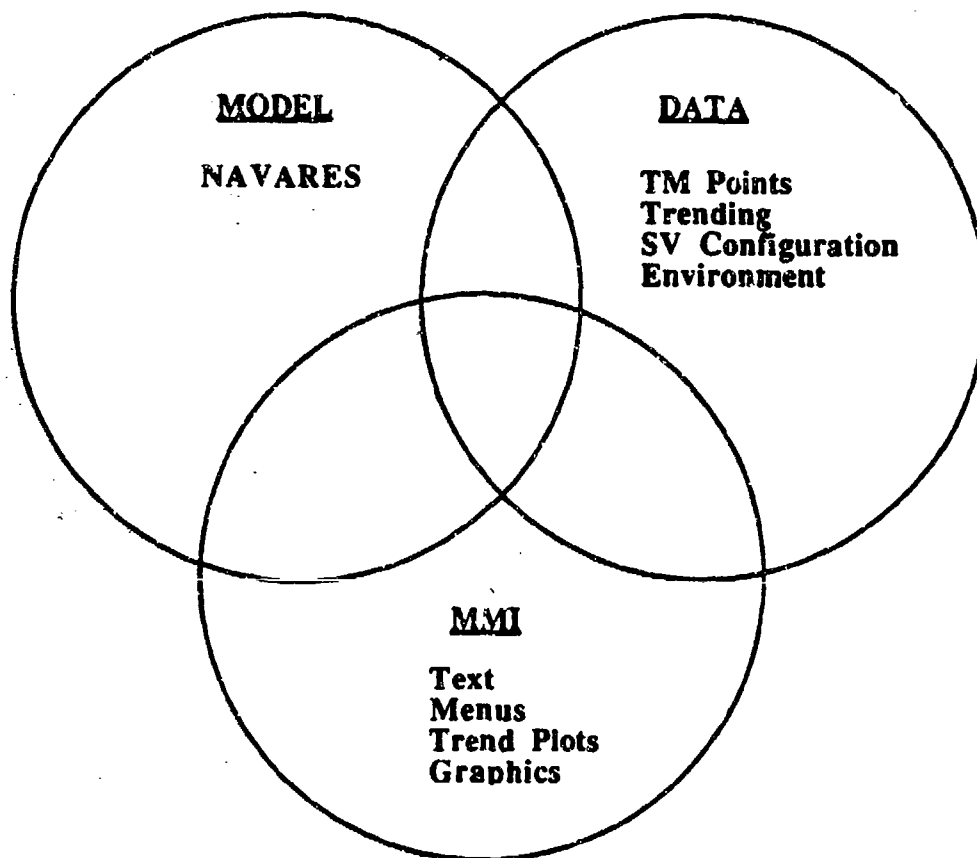 MODEL
NAVARES
DATA
TM Points
Trending
SV Configuration
Environment
MMI
Text
Menus
Trend Plots
Graphics